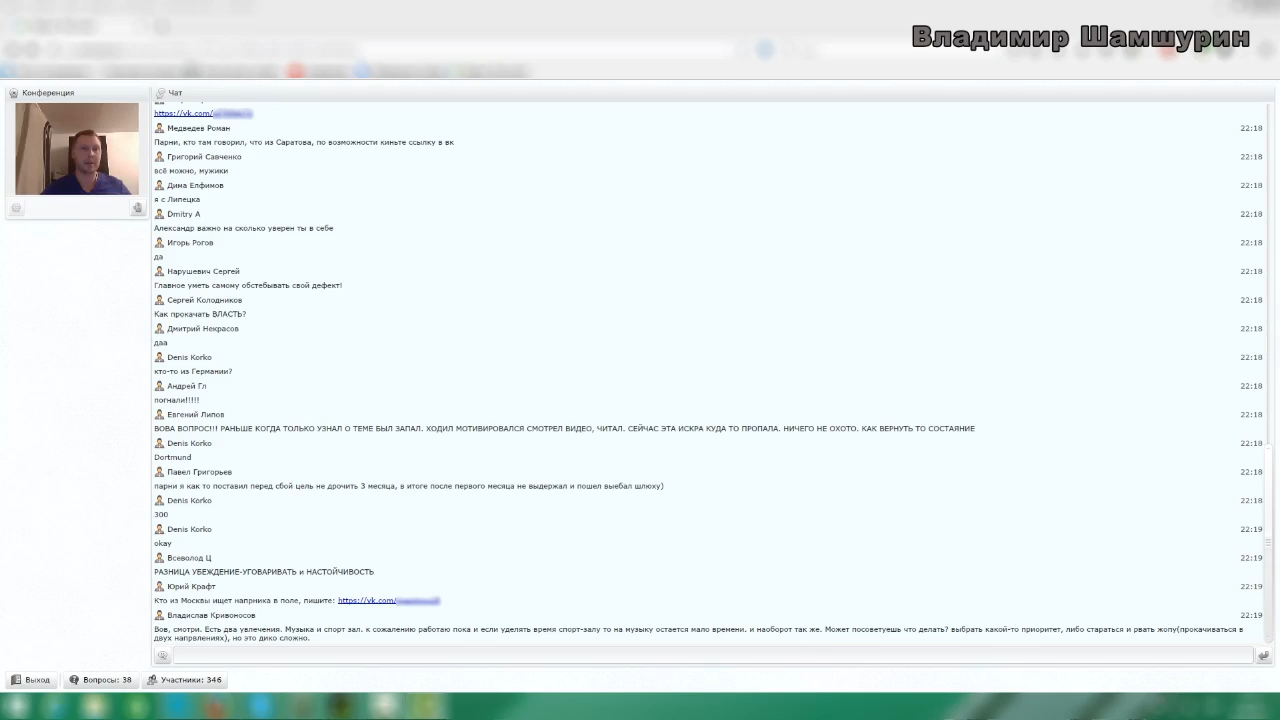 Владимир Шамшурин
Конференция
Чат
https://vk.com/
Медведев Роман 22:18
Парни, кто там говорил, что из Саратова, по возможности киньте ссылку в вк
Григорий Савченко 22:18
всё можно, мужики
Дима Елфимов 22:18
я с Липецка
Dmitry A 22:18
Александр важно на сколько уверен ты в себе
Игорь Рогов 22:18
да
Нарушевич Сергей 22:18
Главное уметь самому обстебывать свой дефект!
Сергей Колодников 22:18
Как прокачать ВЛАСТЬ?
Дмитрий Некрасов 22:18
даа
Denis Korko 22:18
кто-то из Германии?
Андрей Гл 22:18
погнали!!!!!
Евгений Липов 22:18
ВОВА ВОПРОС!!! РАНЬШЕ КОГДА ТОЛЬКО УЗНАЛ О ТЕМЕ БЫЛ ЗАПАЛ. ХОДИЛ МОТИВИРОВАЛСЯ СМОТРЕЛ ВИДЕО, ЧИТАЛ. СЕЙЧАС ЭТА ИСКРА КУДА ТО ПРОПАЛА. НИЧЕГО НЕ ОХОТО. КАК ВЕРНУТЬ ТО СОСТАЯНИЕ
Denis Korko 22:18
Dortmund
Павел Григорьев 22:18
парни я как то поставил перед сбой цель не дрочить 3 месяца, в итоге после первого месяца не выдержал и пошел выебал шлюху)
Denis Korko 22:18
300
Denis Korko 22:19
okay
Всеволод Ц 22:19
РАЗНИЦА УБЕЖДЕНИЕ-УГОВАРИВАТЬ и НАСТОЙЧИВОСТЬ
Юрий Крафт 22:19
Кто из Москвы ищет напрника в поле, пишите: https://vk.com/
Владислав Кривоносов 22:19
Вов, смотри. Есть два увлечения. Музыка и спорт зал. к сожалению работаю пока и если уделять время спорт-залу то на музыку остается мало времени. и наоборот так же. Может посоветуешь что делать? выбрать какой-то приоритет, либо стараться и рвать жопу(прокачиваться в
двух напрвлениях), но это дико сложно.
Выход
Вопросы: 38
Участники: 346